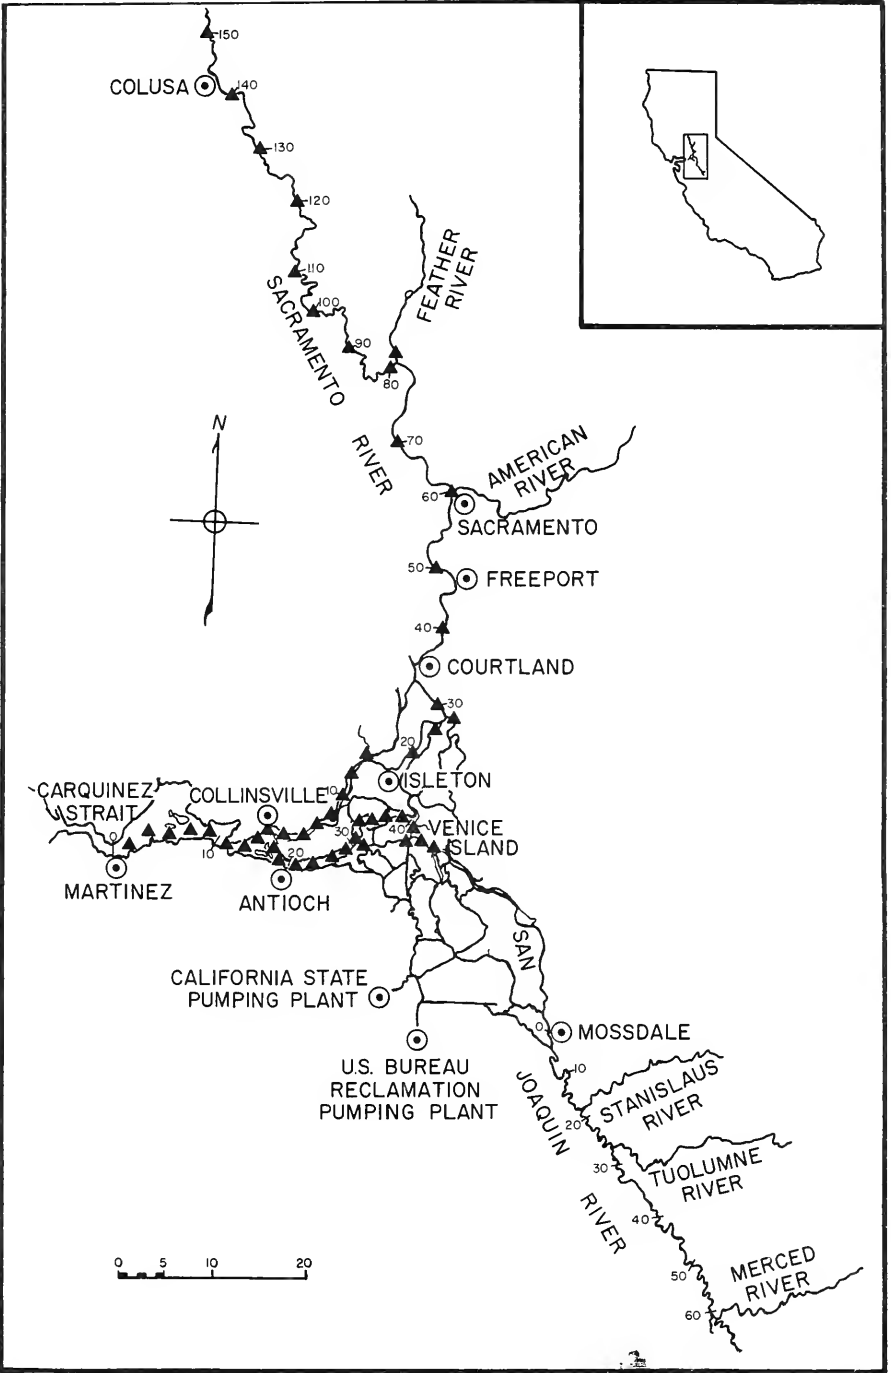 150
COLUSA
140
130
120
110
100
90
80
70
60
50
40
30
20
10
FEATHER
RIVER
SACRAMENTO
RIVER
N
AMERICAN
RIVER
SACRAMENTO
FREEPORT
COURTLAND
ISLETON
COLLINSVILLE
CARQUINEZ
STRAIT
0
10
20
30
40
VENICE
ISLAND
MARTINEZ
ANTIOCH
SAN
JOAQUIN
RIVER
CALIFORNIA STATE
PUMPING PLANT
U.S. BUREAU
RECLAMATION
PUMPING PLANT
0
MOSSDALE
10
STANISLAUS
RIVER
20
30
TUOLUMNE
RIVER
40
50
MERCED
RIVER
60
0 5 10 20